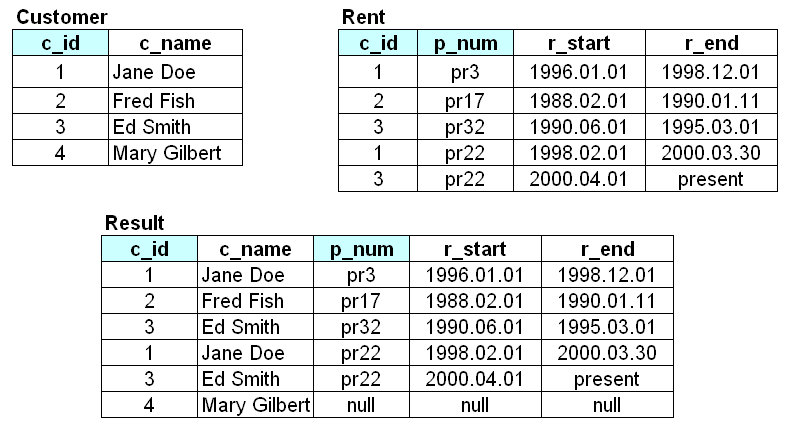 Customer
c_id c_name
1 Jane Doe
2 Fred Fish
3 Ed Smith
4 Mary Gilbert
Rent
c_id p_num r_start r_end
1 pr3 1996.01.01 1998.12.01
2 pr17 1988.02.01 1990.01.11
3 pr32 1990.06.01 1995.03.01
1 pr22 1998.02.01 2000.03.30
3 pr22 2000.04.01 present
Result
c_id c_name p_num r_start r_end
1 Jane Doe pr3 1996.01.01 1998.12.01
2 Fred Fish pr17 1988.02.01 1990.01.11
3 Ed Smith pr32 1990.06.01 1995.03.01
1 Jane Doe pr22 1998.02.01 2000.03.30
3 Ed Smith pr22 2000.04.01 present
4 Mary Gilbert null null null